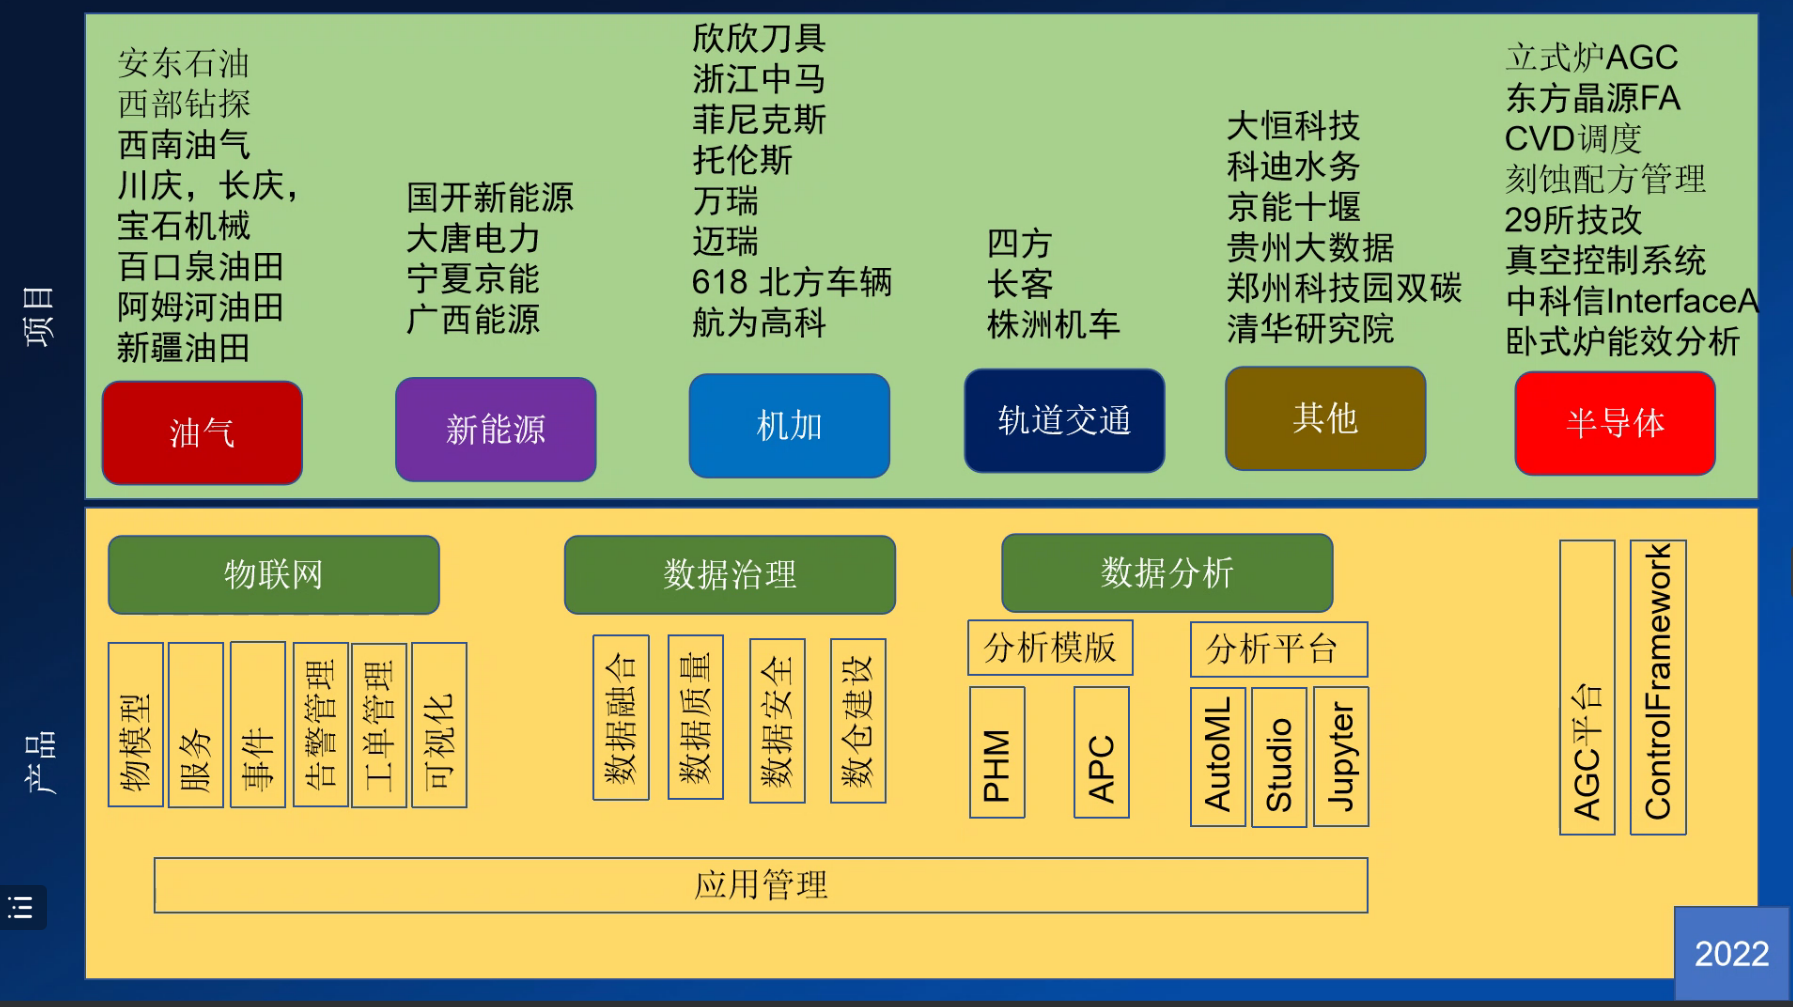 项目
安东石油
西部钻探
西南油气
川庆，长庆，
宝石机械
百口泉油田
阿姆河油田
新疆油田
油气
国开新能源
大唐电力
宁夏京能
广西能源
新能源
欣欣刀具
浙江中马
菲尼克斯
托伦斯
万瑞
迈瑞
618 北方车辆
航为高科
机加
四方
长客
株洲机车
轨道交通
大恒科技
科迪水务
京能十堰
贵州大数据
郑州科技园双碳
清华研究院
其他
立式炉AGC
东方晶源FA
CVD调度
刻蚀配方管理
29所技改
真空控制系统
中科信InterfaceA
卧式炉能效分析
半导体
产品
物联网
物模型
服务
事件
告警管理
工单管理
可视化
数据治理
数据融合
数据质量
数据安全
数仓建设
数据分析
分析模版
PHM
APC
分析平台
AutoML
Studio
Jupyter
AGC平台
ControlFramework
应用管理
2022